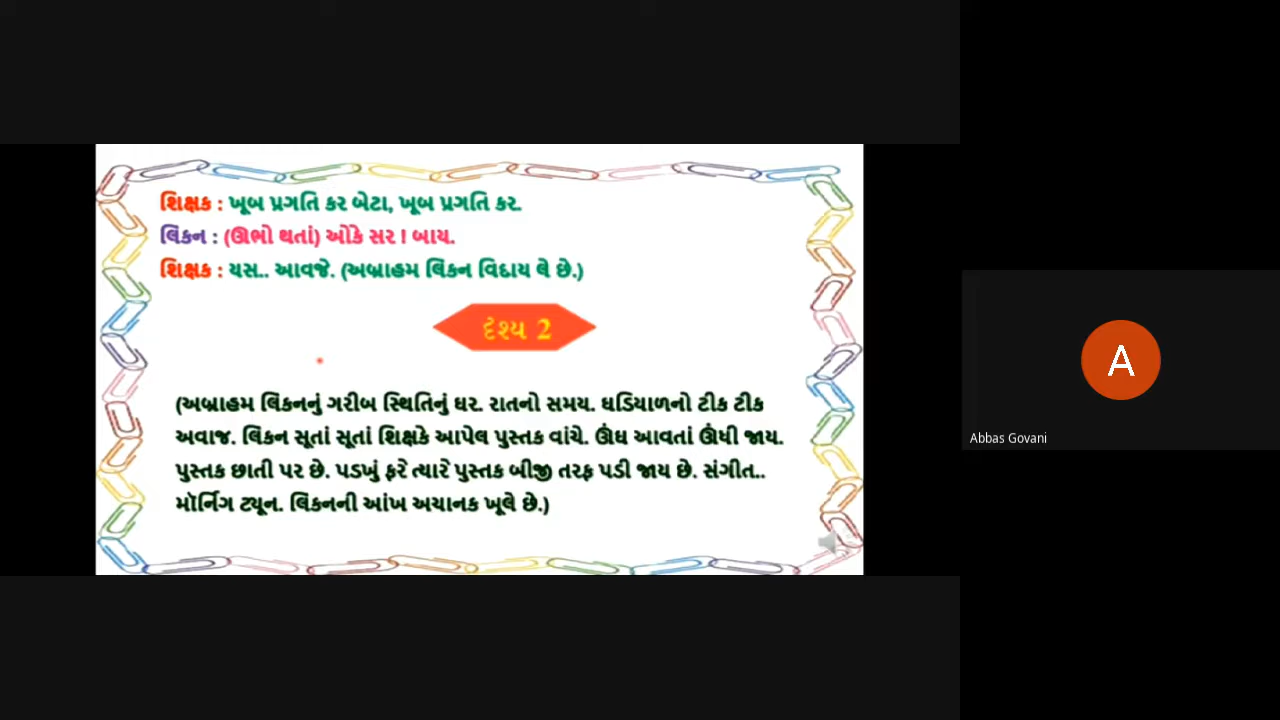 શિક્ષક : ખૂબ પ્રગતિ કર બેટા, ખૂબ પ્રગતિ કર.
લિંકન : (ઊભો થતાં) ઓકે સર ! બાય.
શિક્ષક : યસ.. આવજે. (અબ્રાહમ લિંકન વિદાય લે છે.)
દૃશ્ય 2
(અબ્રાહમ લિંકનનું ગરીબ સ્થિતિનું ઘર. રાતનો સમય. ઘડિયાળનો ટીક ટીક
અવાજ. લિંકન સૂતાં સૂતાં શિક્ષકે આપેલ પુસ્તક વાંચે. ઊંઘ આવતાં ઊંઘી જાય.
પુસ્તક છાતી પર છે. પડખું ફરે ત્યારે પુસ્તક બીજી તરફ પડી જાય છે. સંગીત..
મૉર્નિંગ ટ્યૂન. લિંકનની આંખ અચાનક ખૂલે છે.)
A
Abbas Govani